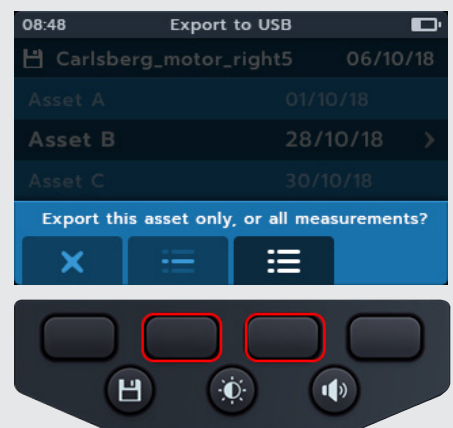 08:48 Export to USB
Carlsberg_motor_right5 06/10/18
Asset A 01/10/18
Asset B 28/10/18
Asset C 30/10/18
Export this asset only, or all measurements?